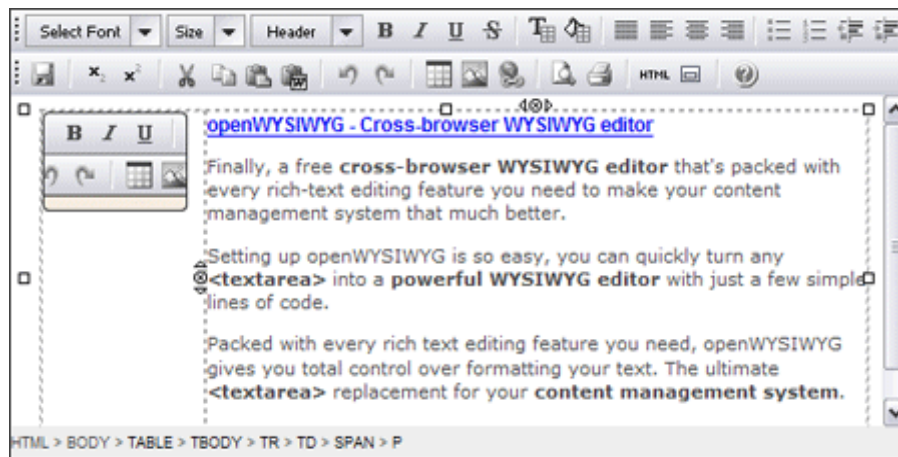 Select Font Size Header B I U S T
x₂ x² W HTML
openWYSIWYG - Cross-browser WYSIWYG editor
B I U
Finally, a free cross-browser WYSIWYG editor that's packed with
every rich-text editing feature you need to make your content
management system that much better.
Setting up openWYSIWYG is so easy, you can quickly turn any
<textarea> into a powerful WYSIWYG editor with just a few simple
lines of code.
Packed with every rich text editing feature you need, openWYSIWYG
gives you total control over formatting your text. The ultimate
<textarea> replacement for your content management system.
HTML > BODY > TABLE > TBODY > TR > TD > SPAN > P